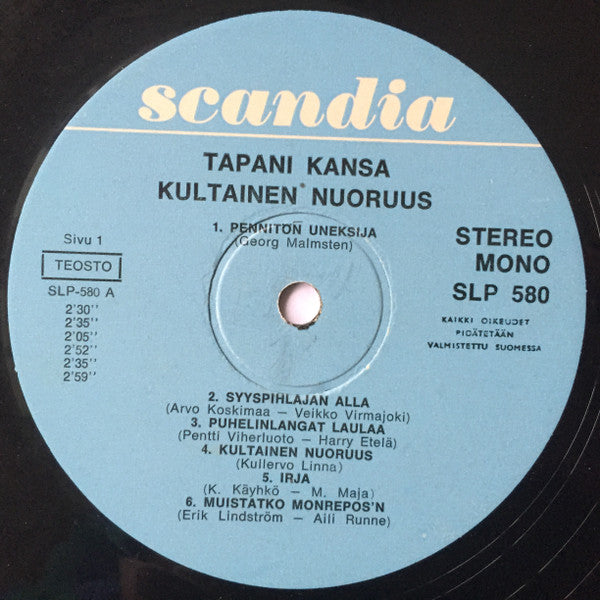 scandia
TAPANI KANSA
KULTAINEN NUORUUS
1. PENNITÖN UNEKSIJA
(Georg Malmsten)
Sivu 1
TEOSTO
SLP-580 A
2'30''
2'35''
2'05''
2'52''
2'35''
2'59''
STEREO
MONO
SLP 580
KAIKKI OIKEUDET
PIDÄTETÄÄN
VALMISTETTU SUOMESSA
2. SYYSPIHLAJAN ALLA
(Arvo Koskimaa – Veikko Virmajoki)
3. PUHELINLANGAT LAULAA
(Pentti Viherluoto – Harry Etelä)
4. KULTAINEN NUORUUS
(Kullervo Linna)
5. IRJA
(K. Käyhkö – M. Maja)
6. MUISTATKO MONREPOS'N
(Erik Lindström – Aili Runne)